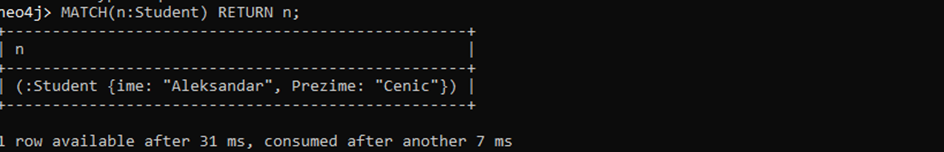 neo4j> MATCH(n:Student) RETURN n;
+------------------------------------------------+
| n                                              |
+------------------------------------------------+
| (:Student {ime: "Aleksandar", Prezime: "Cenic"}) |
+------------------------------------------------+
1 row available after 31 ms, consumed after another 7 ms